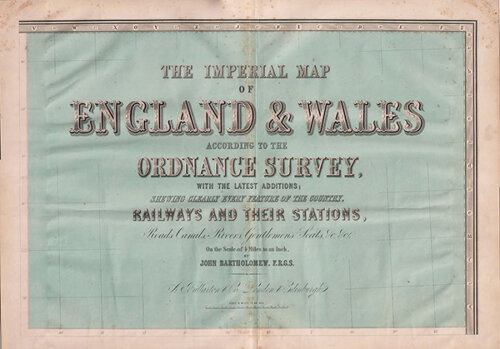 THE IMPERIAL MAP
OF
ENGLAND & WALES
ACCORDING TO THE
ORDNANCE SURVEY,
WITH THE LATEST ADDITIONS;
SHEWING CLEARLY EVERY FEATURE OF THE COUNTRY,
RAILWAYS AND THEIR STATIONS,
Roads, Canals, Rivers, Gentlemens' Seats, &c. &c.
On the Scale of 4 Miles to an Inch,
BY
JOHN BARTHOLOMEW, F.R.G.S.
A. Fullarton & Co. London & Edinburgh